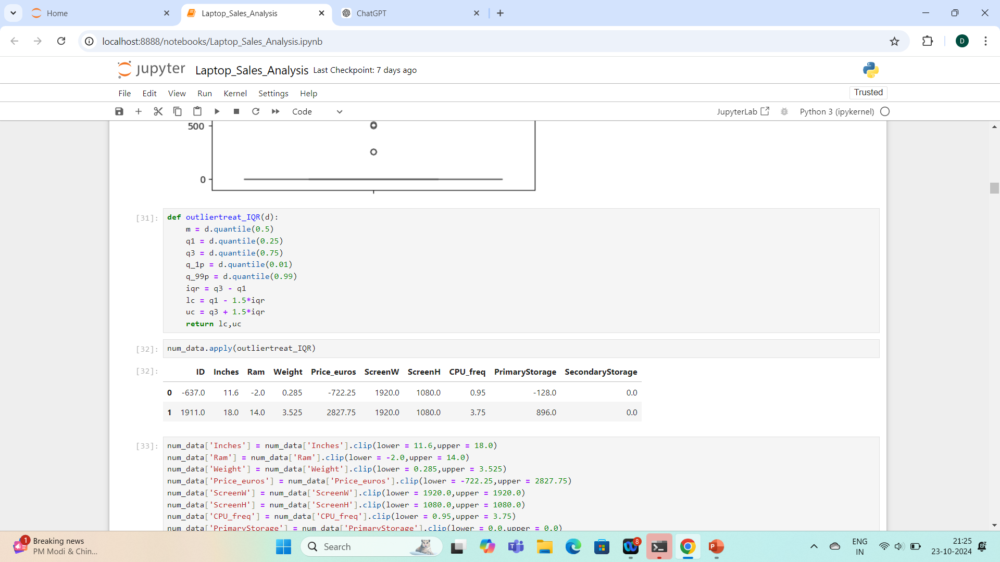 Home
Laptop_Sales_Analysis
ChatGPT
localhost:8888/notebooks/Laptop_Sales_Analysis.ipynb
D
jupyter Laptop_Sales_Analysis Last Checkpoint: 7 days ago
File Edit View Run Kernel Settings Help
Trusted
Code
JupyterLab
Python 3 (ipykernel)
500
0
[31]:
def outliertreat_IQR(d):
    m = d.quantile(0.5)
    q1 = d.quantile(0.25)
    q3 = d.quantile(0.75)
    q_1p = d.quantile(0.01)
    q_99p = d.quantile(0.99)
    iqr = q3 - q1
    lc = q1 - 1.5*iqr
    uc = q3 + 1.5*iqr
    return lc,uc
[32]:
num_data.apply(outliertreat_IQR)
[32]:
ID Inches Ram Weight Price_euros ScreenW ScreenH CPU_freq PrimaryStorage SecondaryStorage
0 -637.0 11.6 -2.0 0.285 -722.25 1920.0 1080.0 0.95 -128.0 0.0
1 1911.0 18.0 14.0 3.525 2827.75 1920.0 1080.0 3.75 896.0 0.0
[33]:
num_data['Inches'] = num_data['Inches'].clip(lower = 11.6,upper = 18.0)
num_data['Ram'] = num_data['Ram'].clip(lower = -2.0,upper = 14.0)
num_data['Weight'] = num_data['Weight'].clip(lower = 0.285,upper = 3.525)
num_data['Price_euros'] = num_data['Price_euros'].clip(lower = -722.25,upper = 2827.75)
num_data['ScreenW'] = num_data['ScreenW'].clip(lower = 1920.0,upper = 1920.0)
num_data['ScreenH'] = num_data['ScreenH'].clip(lower = 1080.0,upper = 1080.0)
num_data['CPU_freq'] = num_data['CPU_freq'].clip(lower = 0.95,upper = 3.75)
num_data['PrimaryStorage'] = num_data['PrimaryStorage'].clip(lower = 0.0,upper = 0.0)
1
Breaking news
PM Modi & Chin...
Search
8
P
ENG
IN
21:25
23-10-2024